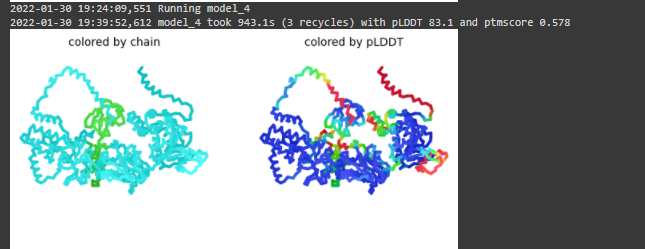 2022-01-30 19:24:09,551 Running model_4
2022-01-30 19:39:52,612 model_4 took 943.1s (3 recycles) with pLDDT 83.1 and ptmscore 0.578
colored by chain
colored by pLDDT